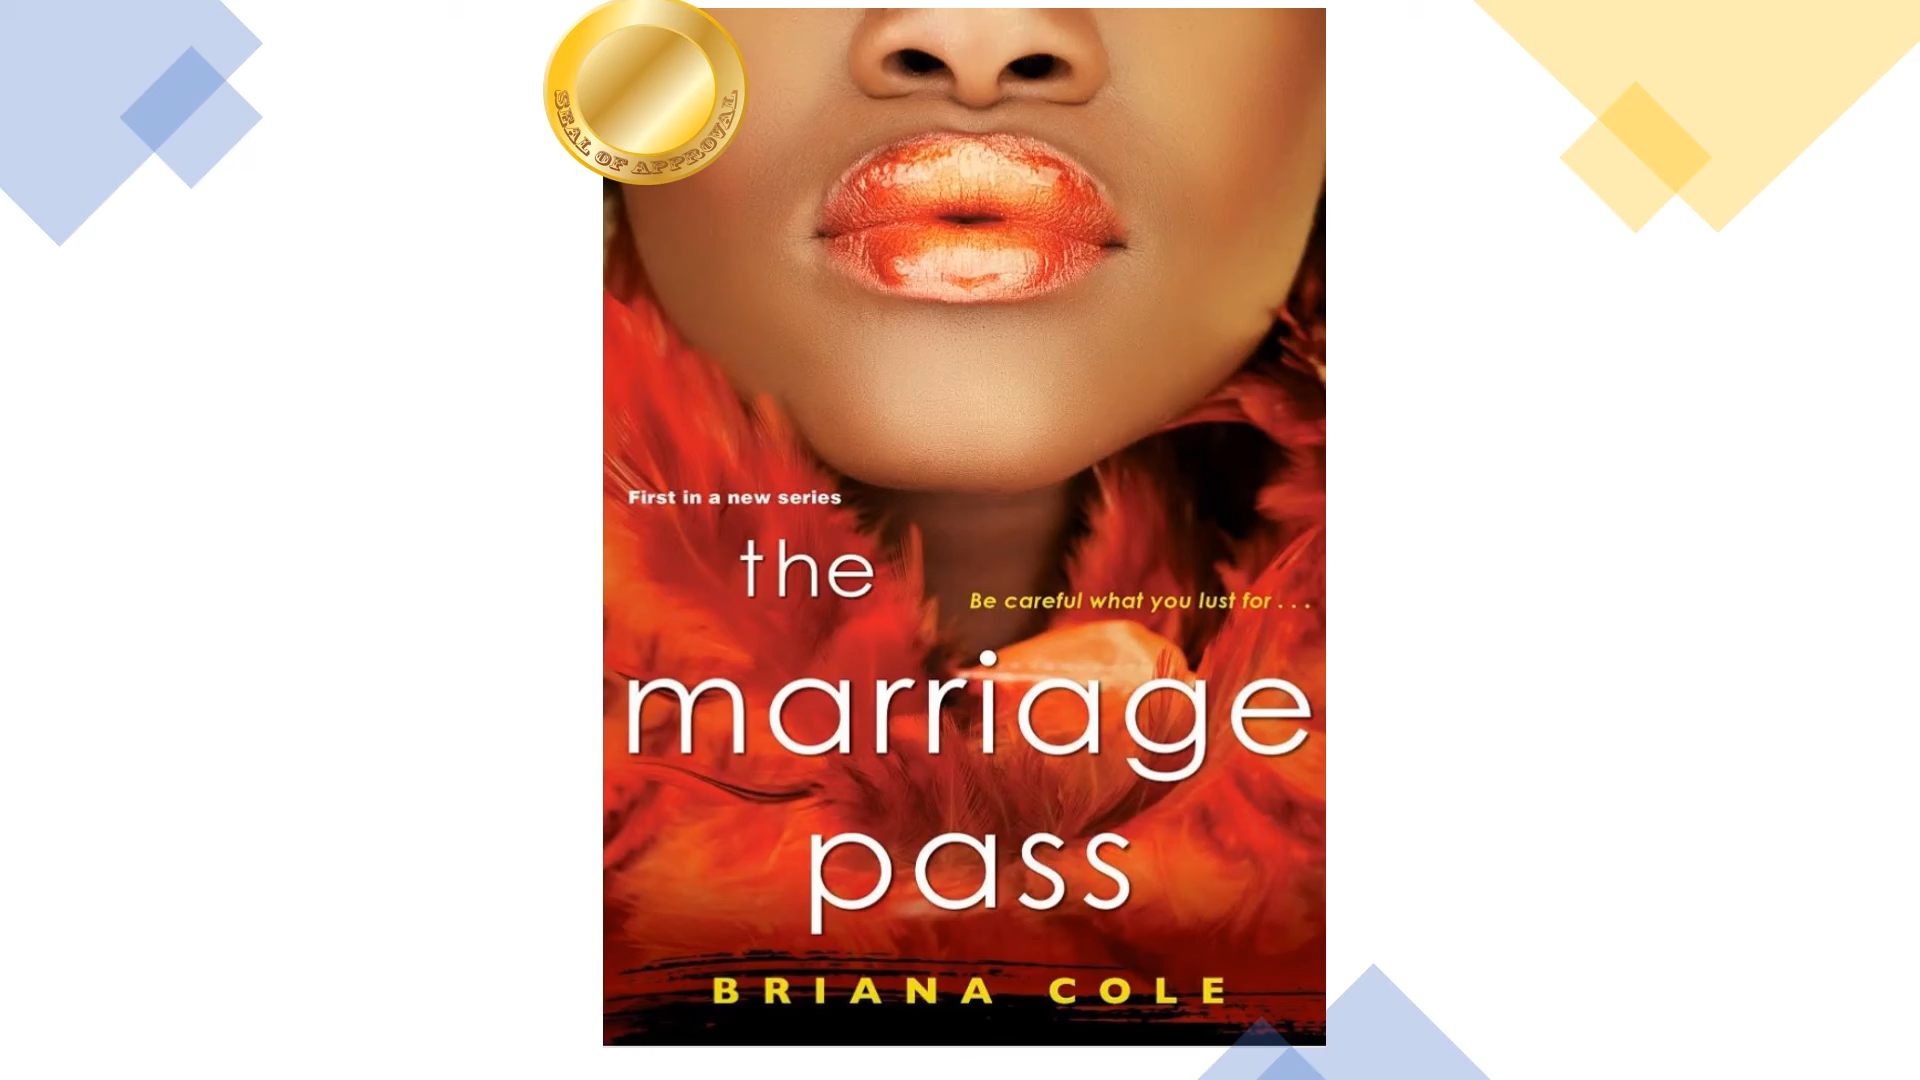 SEAL OF APPROVAL
First in a new series
the
Be careful what you lust for . . .
marriage
pass
BRIANA COLE